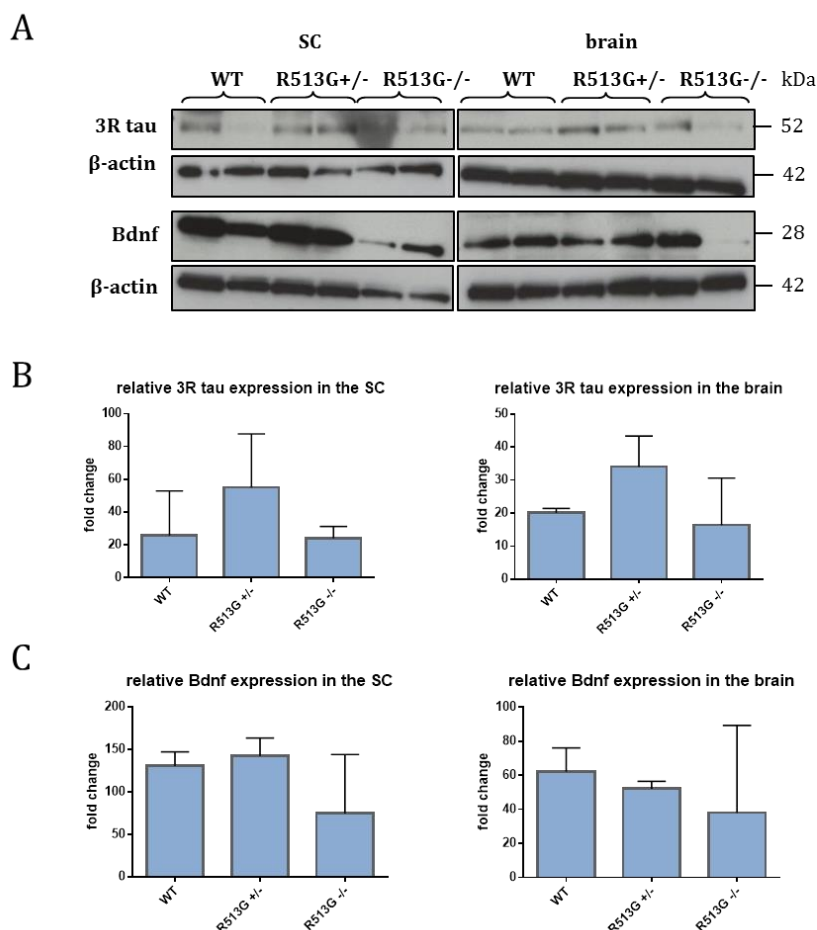 A
SC brain
WT R513G+/- R513G-/- WT R513G+/- R513G-/- kDa
3R tau 52
β-actin 42
Bdnf 28
β-actin 42
B
relative 3R tau expression in the SC
fold change
100
80
60
40
20
0
WT
R513G +/-
R513G -/-
relative 3R tau expression in the brain
fold change
50
40
30
20
10
0
WT
R513G +/-
R513G -/-
C
relative Bdnf expression in the SC
fold change
200
150
100
50
0
WT
R513G +/-
R513G -/-
relative Bdnf expression in the brain
fold change
100
80
60
40
20
0
WT
R513G +/-
R513G -/-